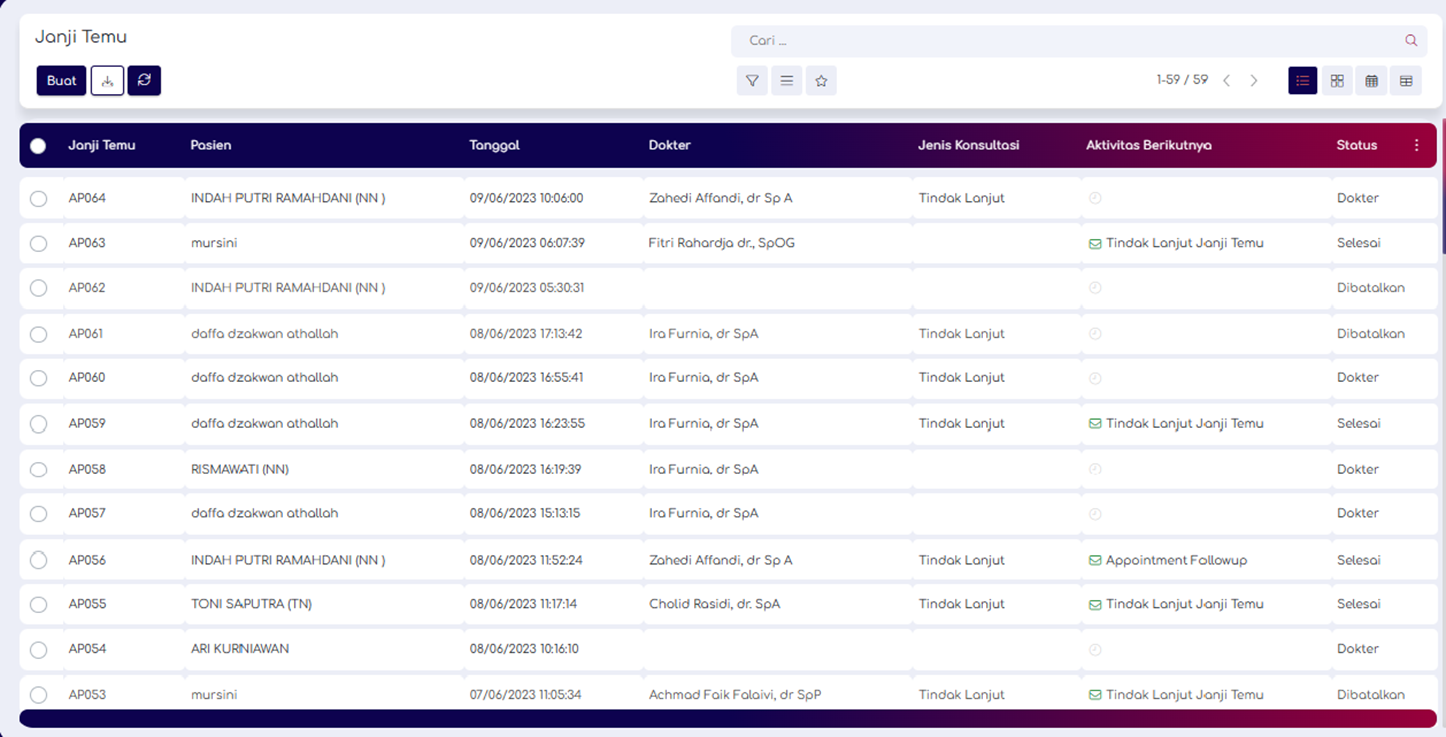 Janji Temu
Cari ...
Buat
1-59 / 59
Janji Temu Pasien Tanggal Dokter Jenis Konsultasi Aktivitas Berikutnya Status
AP064 INDAH PUTRI RAMAHDANI (NN ) 09/06/2023 10:06:00 Zahedi Affandi, dr Sp A Tindak Lanjut Dokter
AP063 mursini 09/06/2023 06:07:39 Fitri Rahardja dr., SpOG Tindak Lanjut Janji Temu Selesai
AP062 INDAH PUTRI RAMAHDANI (NN ) 09/06/2023 05:30:31 Dibatalkan
AP061 daffa dzakwan athallah 08/06/2023 17:13:42 Ira Furnia, dr SpA Tindak Lanjut Dibatalkan
AP060 daffa dzakwan athallah 08/06/2023 16:55:41 Ira Furnia, dr SpA Tindak Lanjut Dokter
AP059 daffa dzakwan athallah 08/06/2023 16:23:55 Ira Furnia, dr SpA Tindak Lanjut Tindak Lanjut Janji Temu Selesai
AP058 RISMAWATI (NN) 08/06/2023 16:19:39 Ira Furnia, dr SpA Dokter
AP057 daffa dzakwan athallah 08/06/2023 15:13:15 Ira Furnia, dr SpA Dokter
AP056 INDAH PUTRI RAMAHDANI (NN ) 08/06/2023 11:52:24 Zahedi Affandi, dr Sp A Tindak Lanjut Appointment Followup Selesai
AP055 TONI SAPUTRA (TN) 08/06/2023 11:17:14 Cholid Rasidi, dr. SpA Tindak Lanjut Tindak Lanjut Janji Temu Selesai
AP054 ARI KURNIAWAN 08/06/2023 10:16:10 Dokter
AP053 mursini 07/06/2023 11:05:34 Achmad Faik Falaivi, dr SpP Tindak Lanjut Tindak Lanjut Janji Temu Dibatalkan